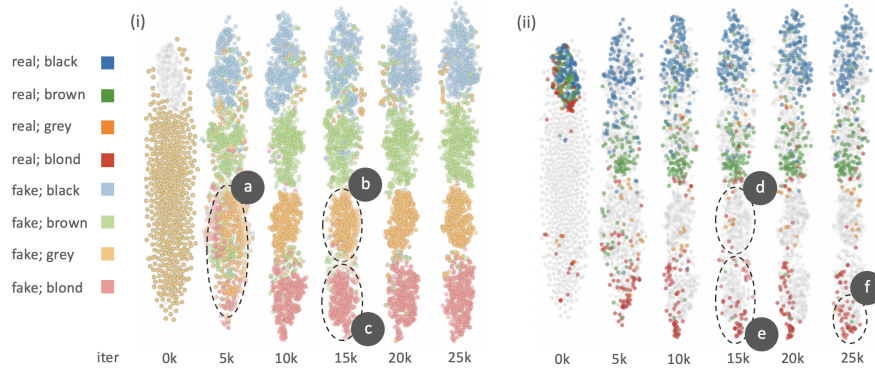 (i)
(ii)
real; black
real; brown
real; grey
real; blond
fake; black
fake; brown
fake; grey
fake; blond
a
b
c
d
e
f
iter 0k 5k 10k 15k 20k 25k
0k 5k 10k 15k 20k 25k